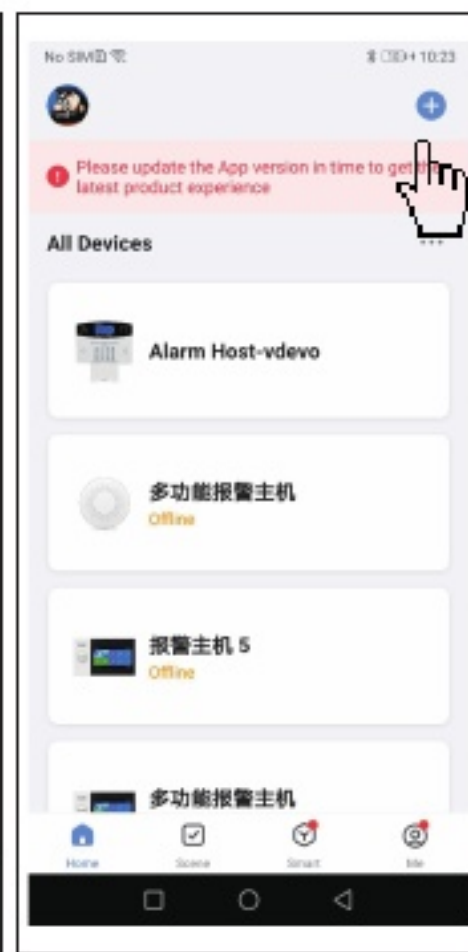 No SIM
10:23
Please update the App version in time to get the
latest product experience
All Devices
Alarm Host-vdevo
多功能报警主机
Offline
报警主机 5
Offline
多功能报警主机
Home
Scene
Smart
Me